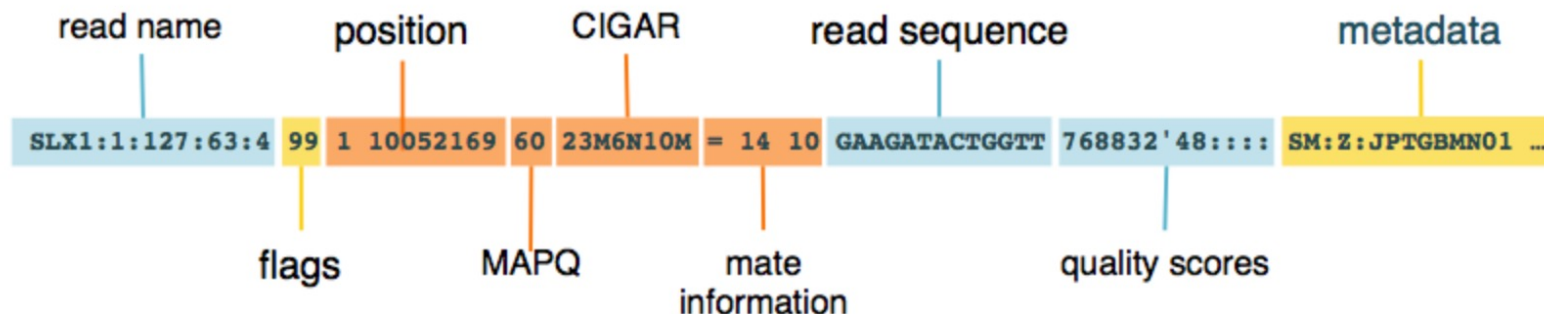 read name position CIGAR read sequence metadata
SLX1:1:127:63:4 99 1 10052169 60 23M6N10M = 14 10 GAAGATACTGGTT 768832'48:::: SM:Z:JPTGBMN01 …
flags MAPQ mate information quality scores